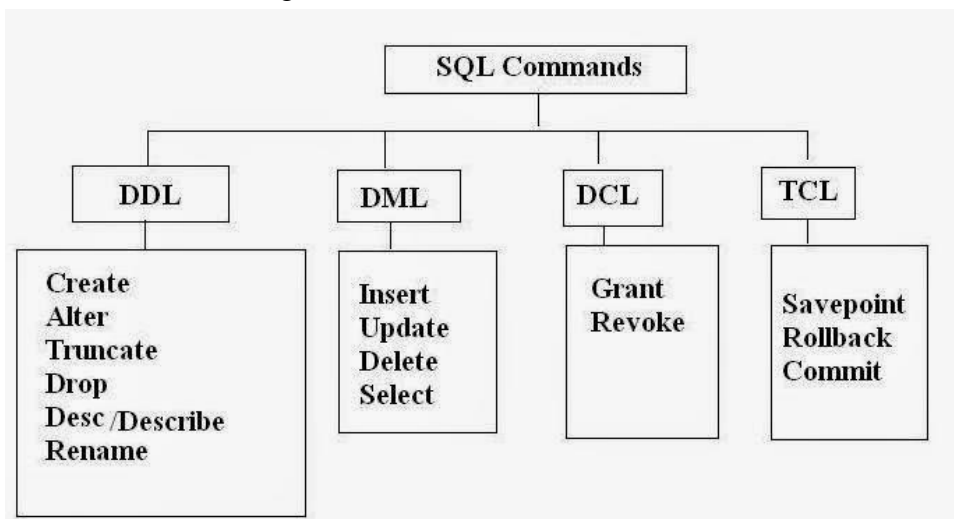 SQL Commands
DDL
DML
DCL
TCL
Create
Alter
Truncate
Drop
Desc /Describe
Rename
Insert
Update
Delete
Select
Grant
Revoke
Savepoint
Rollback
Commit